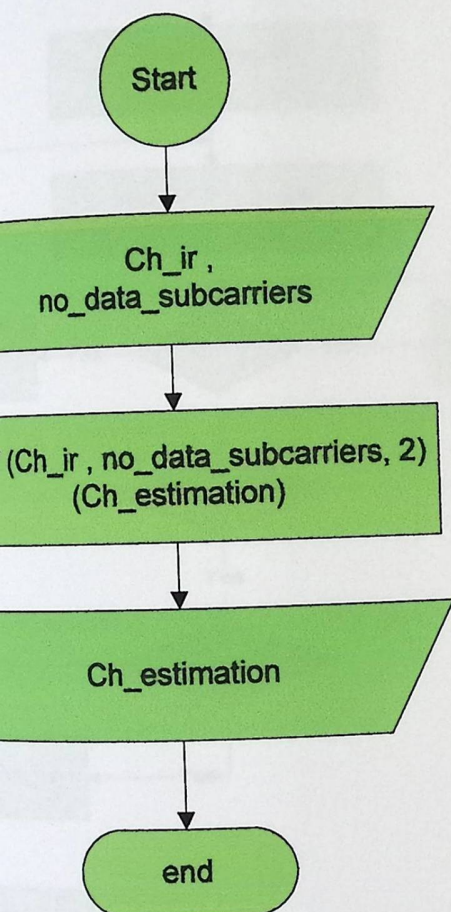 Start
Ch_ir ,
no_data_subcarriers
(Ch_ir , no_data_subcarriers, 2)
(Ch_estimation)
Ch_estimation
end